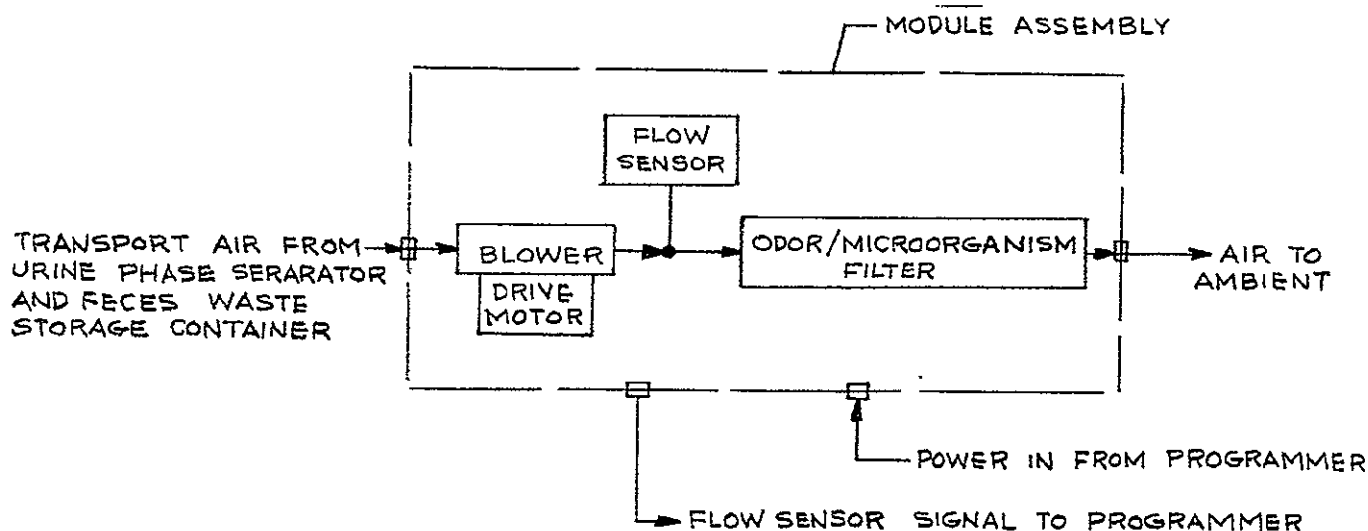 MODULE ASSEMBLY
FLOW
SENSOR
TRANSPORT AIR FROM
URINE PHASE SERARATOR
AND FECES WASTE
STORAGE CONTAINER
BLOWER
DRIVE
MOTOR
ODOR/MICROORGANISM
FILTER
AIR TO
AMBIENT
POWER IN FROM PROGRAMMER
FLOW SENSOR SIGNAL TO PROGRAMMER